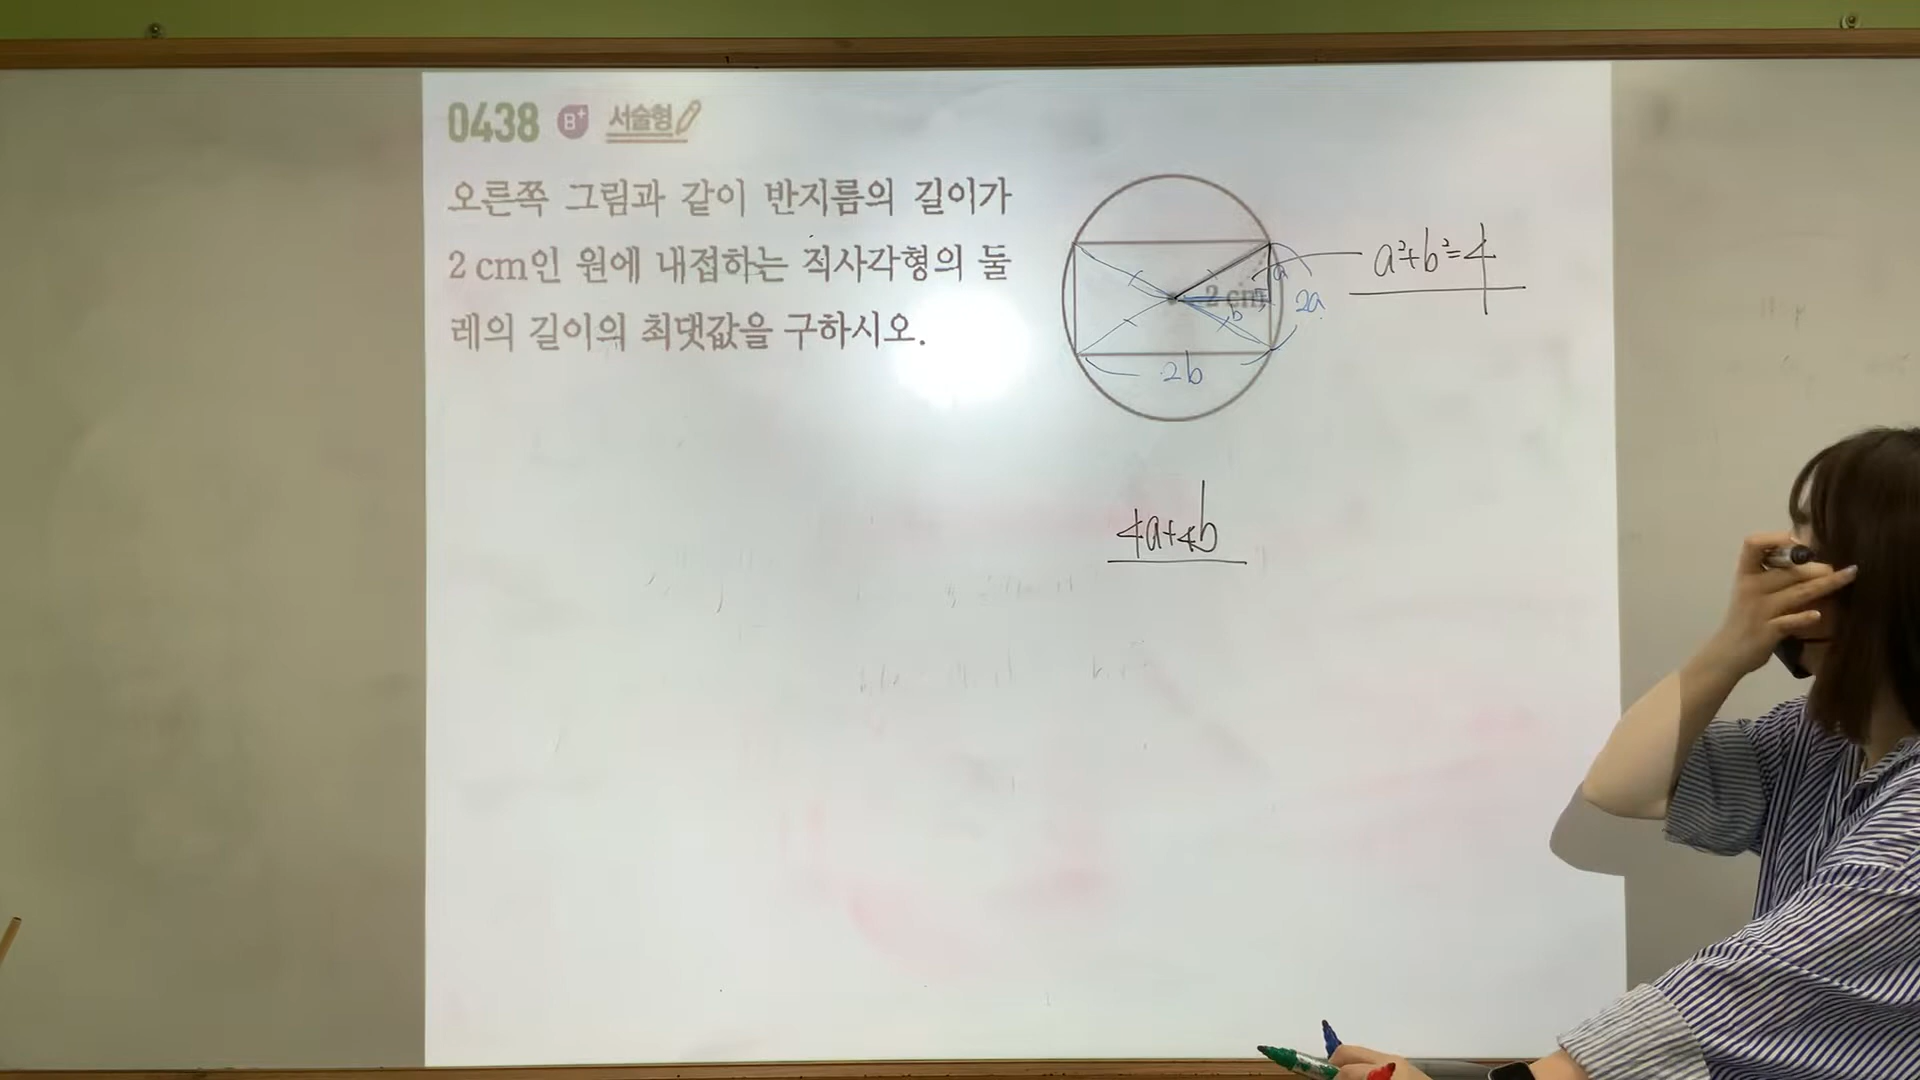 0438 B+ 서술형
오른쪽 그림과 같이 반지름의 길이가
2 cm인 원에 내접하는 직사각형의 둘
레의 길이의 최댓값을 구하시오.
a²+b²=4
a
2 cm
2a
b
2b
4a+4b